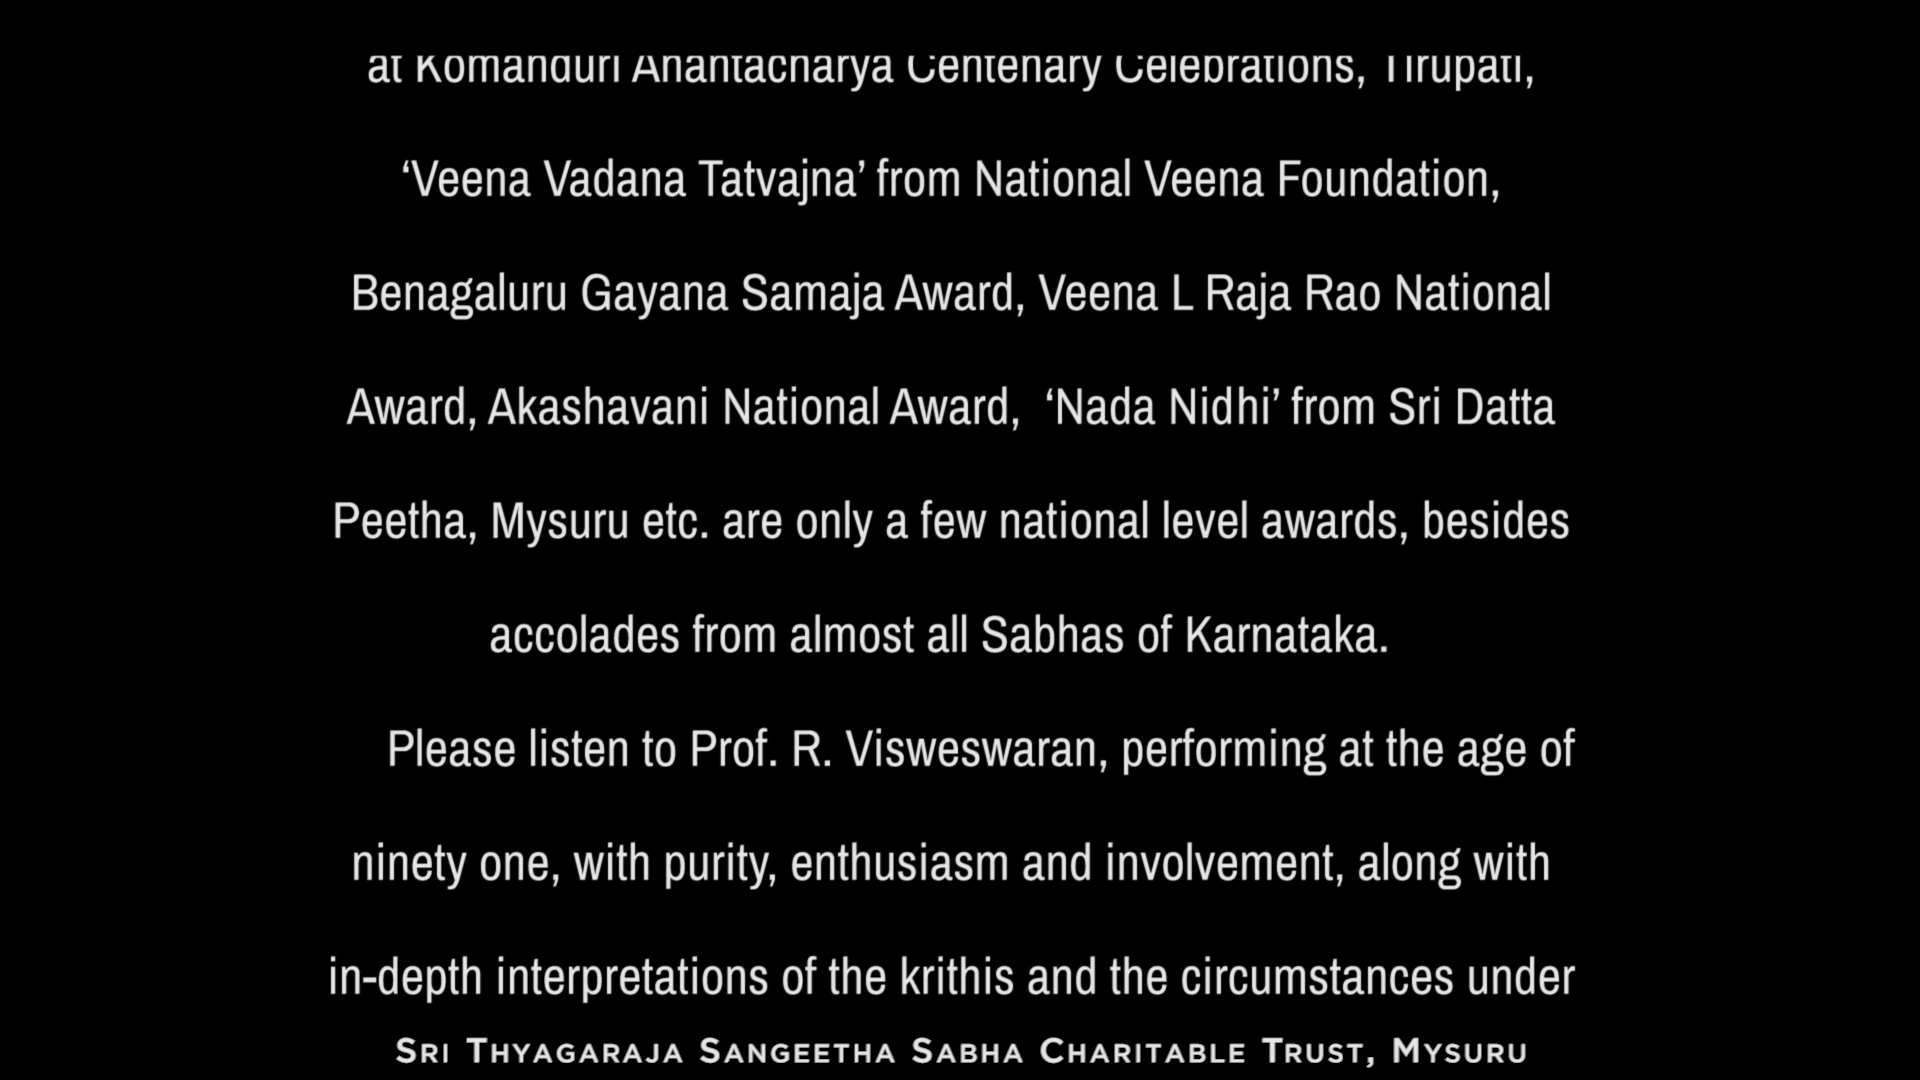 at Komanduri Anantacharya Centenary Celebrations, Tirupati,
‘Veena Vadana Tatvajna’ from National Veena Foundation,
Benagaluru Gayana Samaja Award, Veena L Raja Rao National
Award, Akashavani National Award, ‘Nada Nidhi’ from Sri Datta
Peetha, Mysuru etc. are only a few national level awards, besides
accolades from almost all Sabhas of Karnataka.
Please listen to Prof. R. Visweswaran, performing at the age of
ninety one, with purity, enthusiasm and involvement, along with
in-depth interpretations of the krithis and the circumstances under
Sri Thyagaraja Sangeetha Sabha Charitable Trust, Mysuru